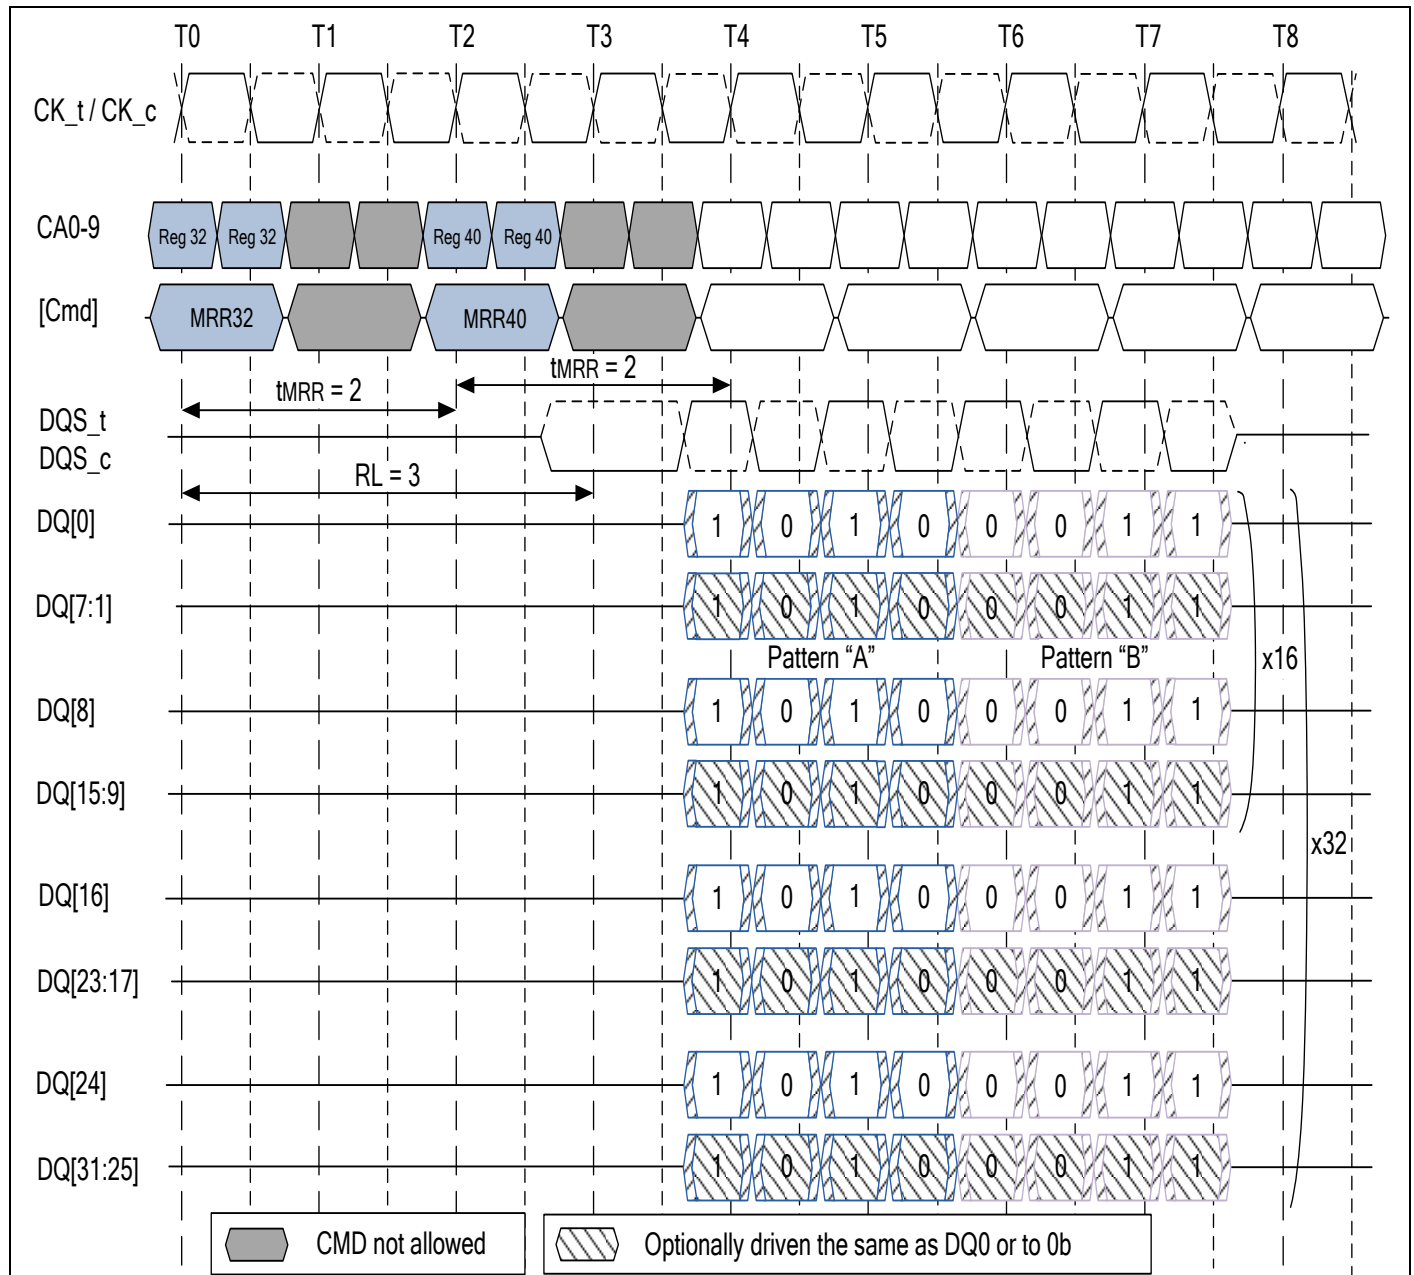 T0 T1 T2 T3 T4 T5 T6 T7 T8
CK_t / CK_c
CA0-9 Reg 32 Reg 32 Reg 40 Reg 40
[Cmd] MRR32 MRR40
tMRR = 2 tMRR = 2
DQS_t
DQS_c
RL = 3
DQ[0] 1 0 1 0 0 0 1 1
DQ[7:1] 1 0 1 0 0 0 1 1
Pattern “A” Pattern “B” x16
DQ[8] 1 0 1 0 0 0 1 1
DQ[15:9] 1 0 1 0 0 0 1 1
x32
DQ[16] 1 0 1 0 0 0 1 1
DQ[23:17] 1 0 1 0 0 0 1 1
DQ[24] 1 0 1 0 0 0 1 1
DQ[31:25] 1 0 1 0 0 0 1 1
CMD not allowed Optionally driven the same as DQ0 or to 0b